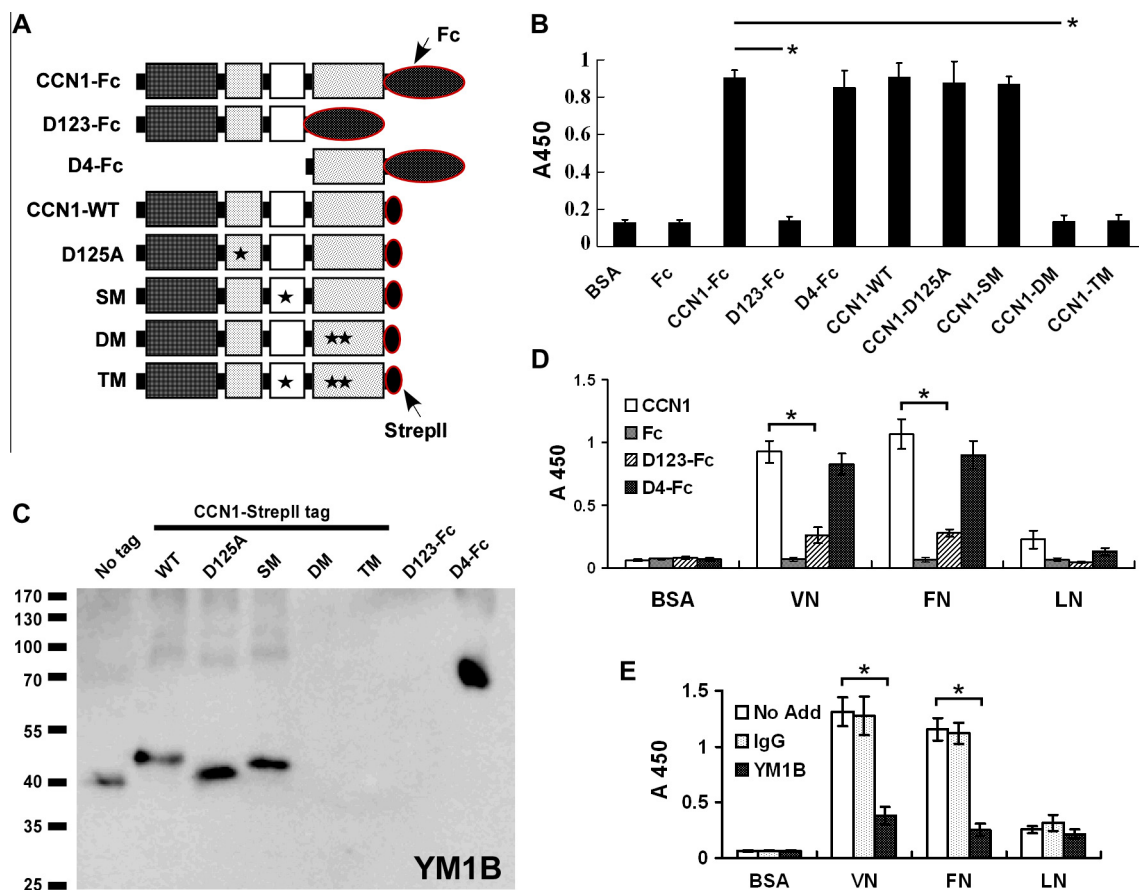 A
Fc
CCN1-Fc
D123-Fc
D4-Fc
CCN1-WT
D125A
SM
DM
TM
StrepII
B
*
*
A450
1
0.8
0.6
0.4
0.2
0
BSA
Fc
CCN1-Fc
D123-Fc
D4-Fc
CCN1-WT
CCN1-D125A
CCN1-SM
CCN1-DM
CCN1-TM
C
CCN1-StrepII tag
No tag
WT
D125A
SM
DM
TM
D123-Fc
D4-Fc
170
130
100
70
55
40
35
25
YM1B
D
A 450
1.5
1
0.5
0
CCN1
Fc
D123-Fc
D4-Fc
*
*
BSA
VN
FN
LN
E
A 450
1.5
1
0.5
0
No Add
IgG
YM1B
*
*
BSA
VN
FN
LN